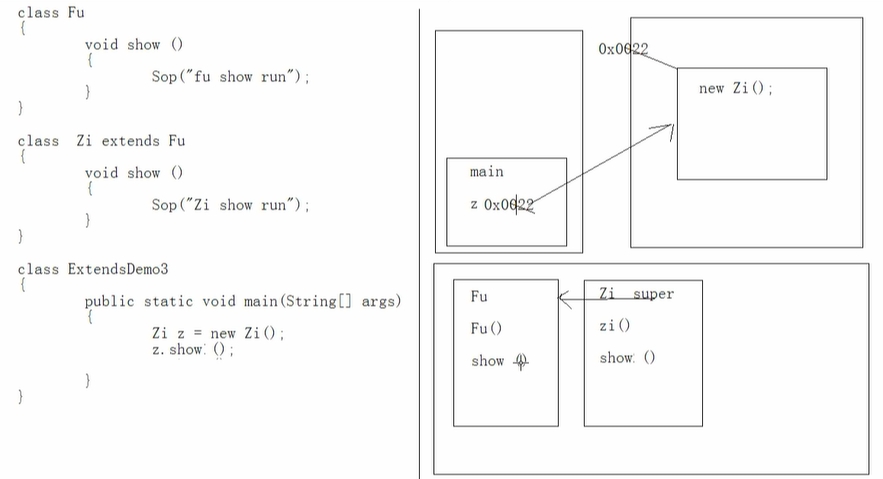 class Fu
{
void show ()
{
Sop("fu show run");
}
}
class Zi extends Fu
{
void show ()
{
Sop("Zi show run");
}
}
class ExtendsDemo3
{
public static void main(String[] args)
{
Zi z = new Zi();
z.show ();
}
}
0x0022
new Zi();
main
z 0x0022
Fu
Fu()
show ()
Zi super
zi()
show: ()